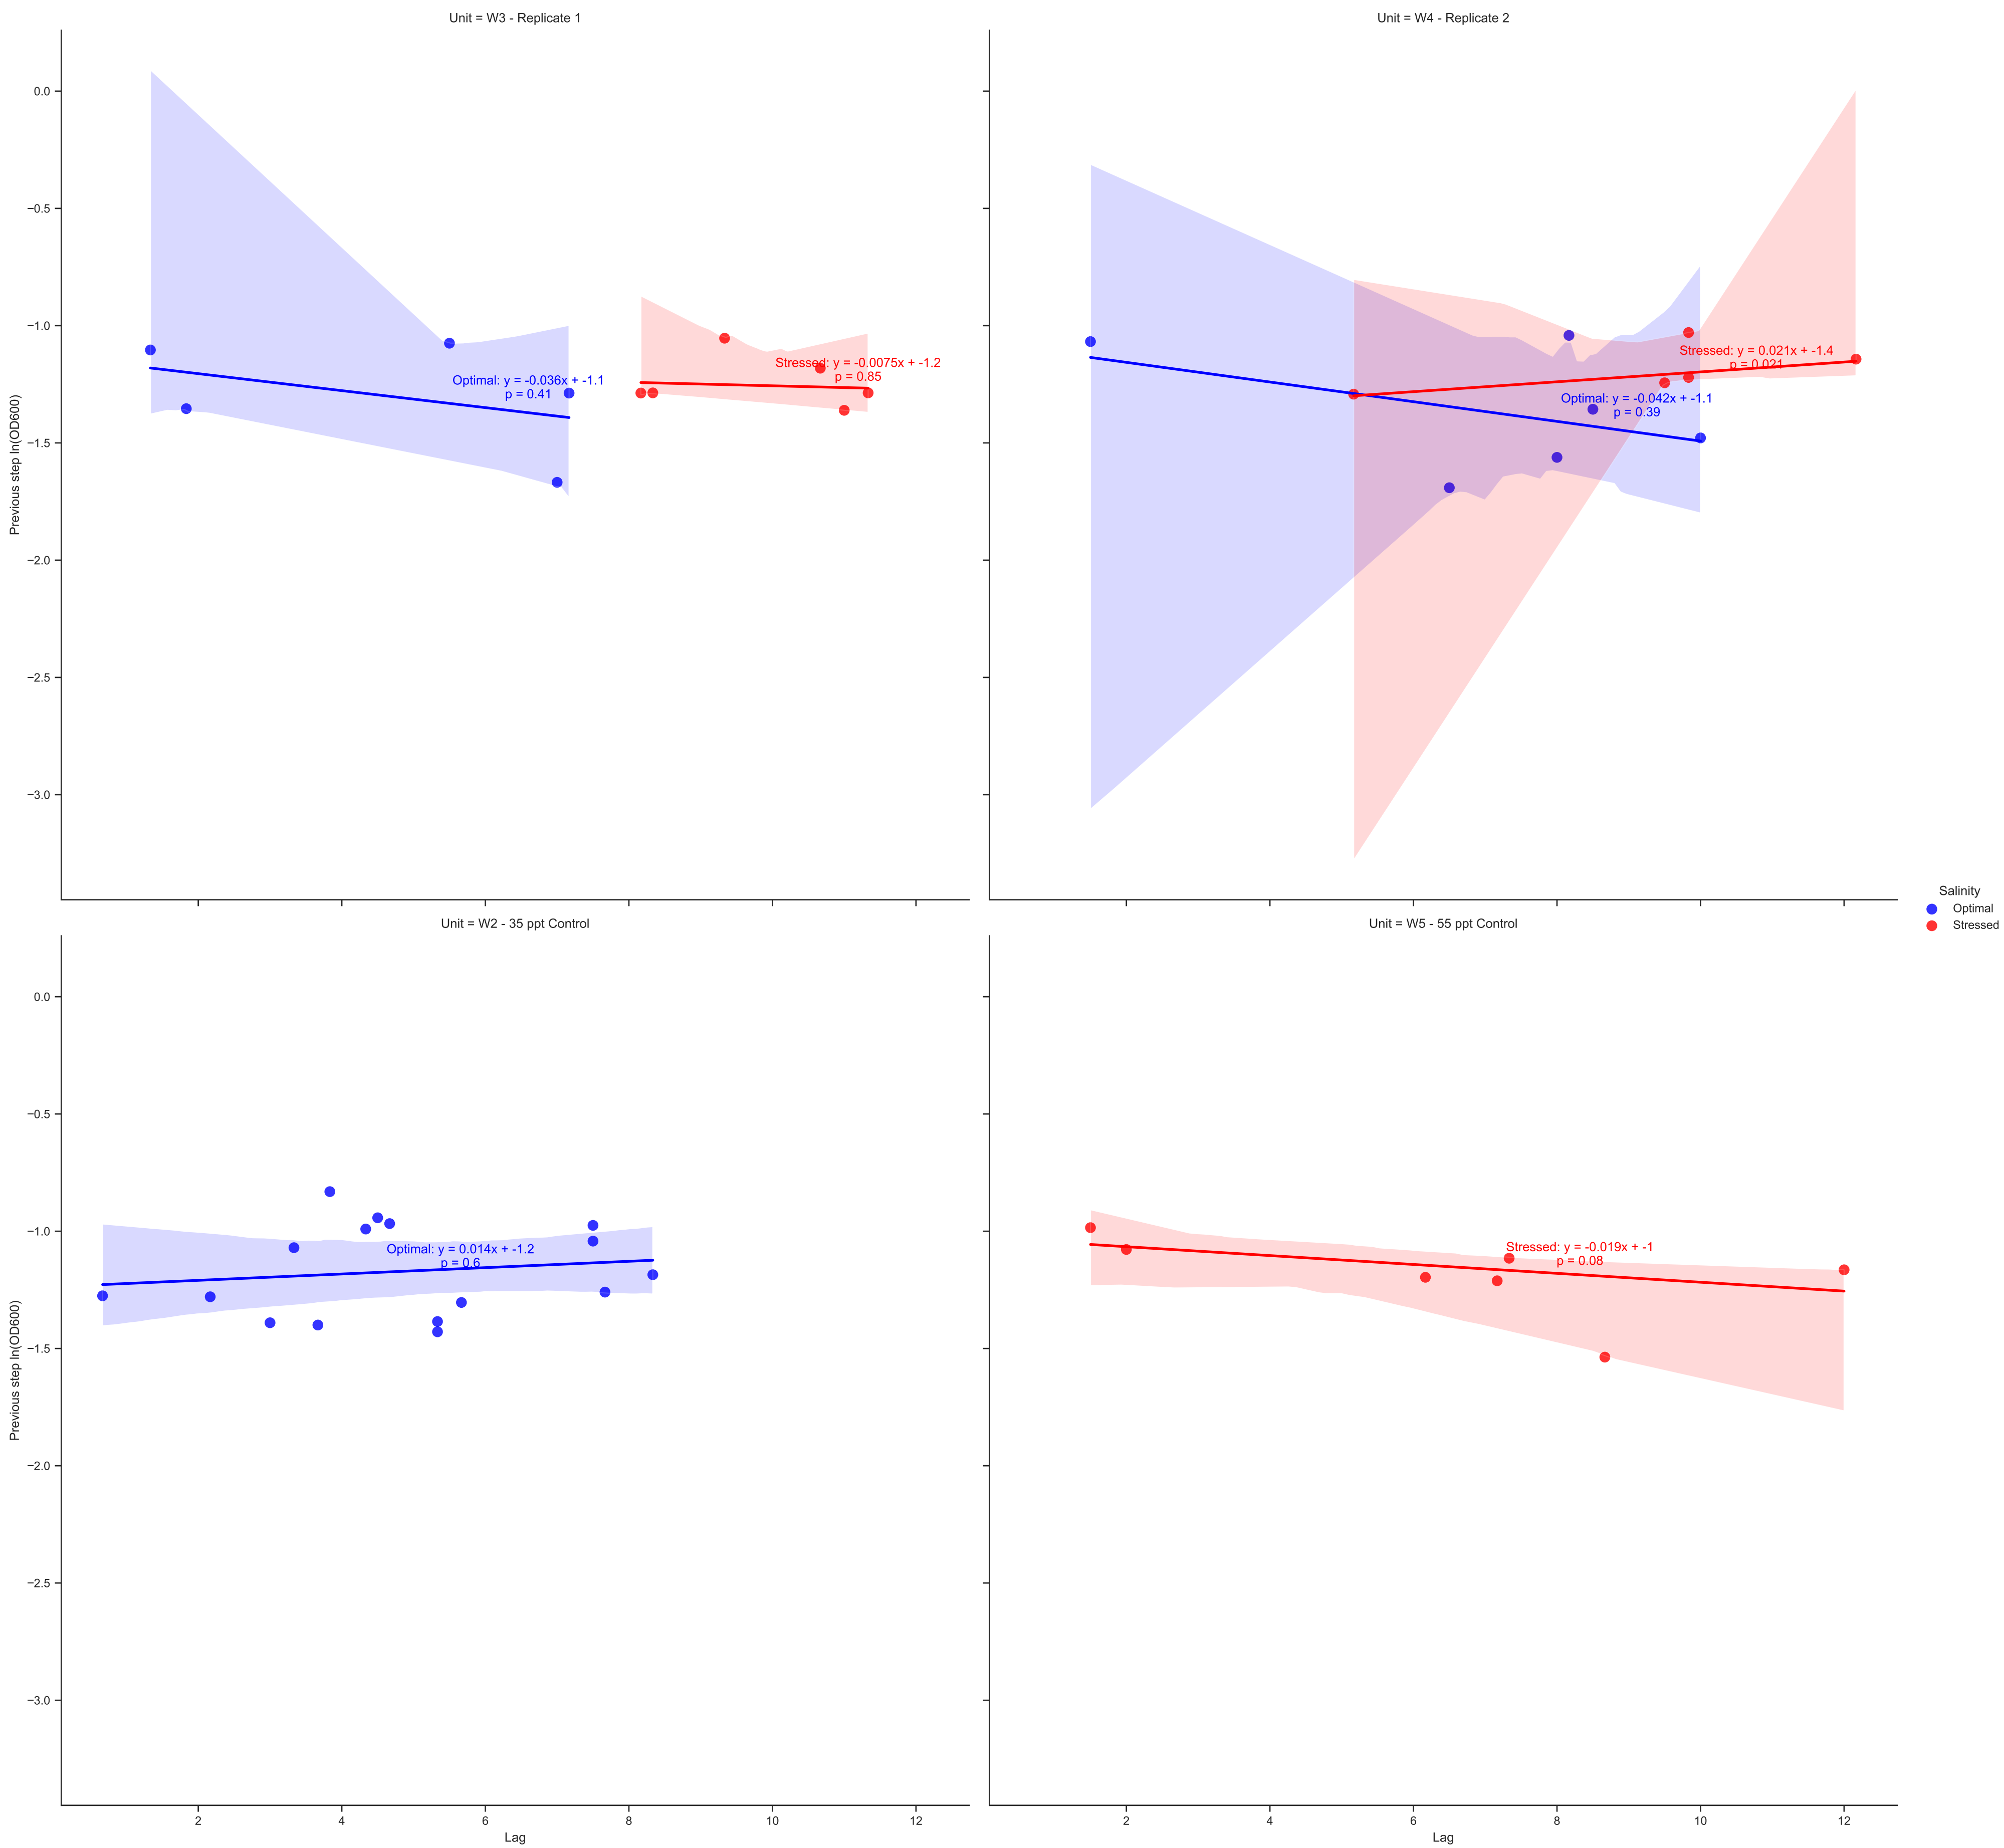 Unit = W3 - Replicate 1
Unit = W4 - Replicate 2
0.0
−0.5
−1.0
−1.5
−2.0
−2.5
−3.0
Previous step ln(OD600)
Optimal: y = -0.036x + -1.1
p = 0.41
Stressed: y = -0.0075x + -1.2
p = 0.85
Stressed: y = 0.021x + -1.4
p = 0.021
Optimal: y = -0.042x + -1.1
p = 0.39
Salinity
Optimal
Stressed
Unit = W2 - 35 ppt Control
Unit = W5 - 55 ppt Control
0.0
−0.5
−1.0
−1.5
−2.0
−2.5
−3.0
Previous step ln(OD600)
Optimal: y = 0.014x + -1.2
p = 0.6
Stressed: y = -0.019x + -1
p = 0.08
2 4 6 8 10 12
Lag
2 4 6 8 10 12
Lag